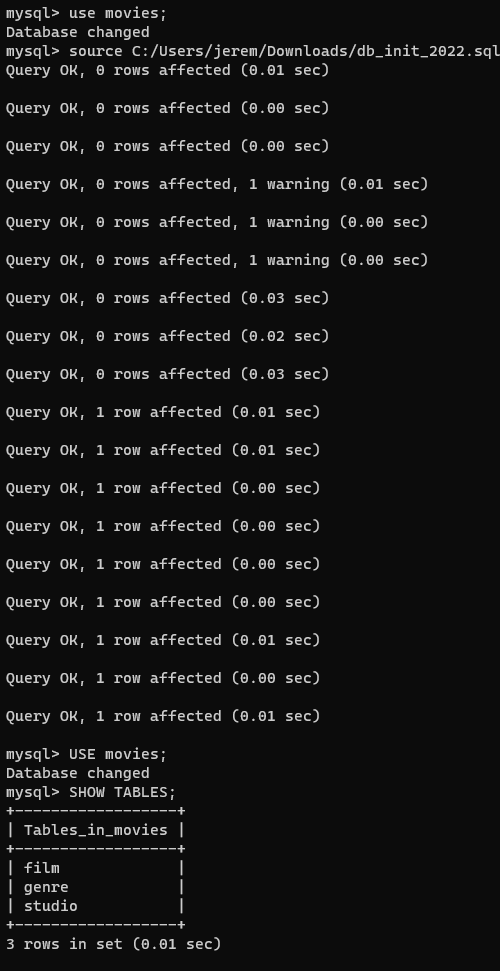 mysql> use movies;
Database changed
mysql> source C:/Users/jerem/Downloads/db_init_2022.sql
Query OK, 0 rows affected (0.01 sec)
Query OK, 0 rows affected (0.00 sec)
Query OK, 0 rows affected (0.00 sec)
Query OK, 0 rows affected, 1 warning (0.01 sec)
Query OK, 0 rows affected, 1 warning (0.00 sec)
Query OK, 0 rows affected, 1 warning (0.00 sec)
Query OK, 0 rows affected (0.03 sec)
Query OK, 0 rows affected (0.02 sec)
Query OK, 0 rows affected (0.03 sec)
Query OK, 1 row affected (0.01 sec)
Query OK, 1 row affected (0.01 sec)
Query OK, 1 row affected (0.00 sec)
Query OK, 1 row affected (0.00 sec)
Query OK, 1 row affected (0.00 sec)
Query OK, 1 row affected (0.00 sec)
Query OK, 1 row affected (0.01 sec)
Query OK, 1 row affected (0.00 sec)
Query OK, 1 row affected (0.01 sec)
mysql> USE movies;
Database changed
mysql> SHOW TABLES;
+------------------+
| Tables_in_movies |
+------------------+
| film             |
| genre            |
| studio           |
+------------------+
3 rows in set (0.01 sec)